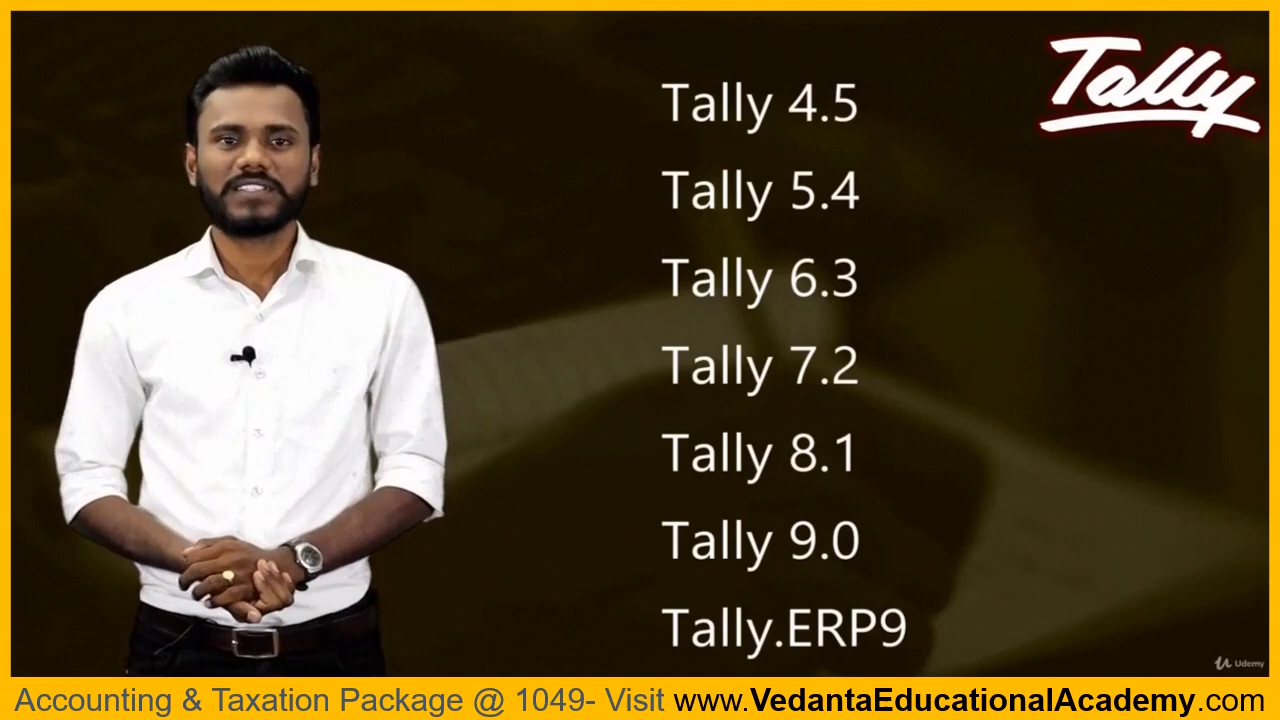 Tally
Tally 4.5
Tally 5.4
Tally 6.3
Tally 7.2
Tally 8.1
Tally 9.0
Tally.ERP9
Udemy
Accounting & Taxation Package @ 1049- Visit www.VedantaEducationalAcademy.com